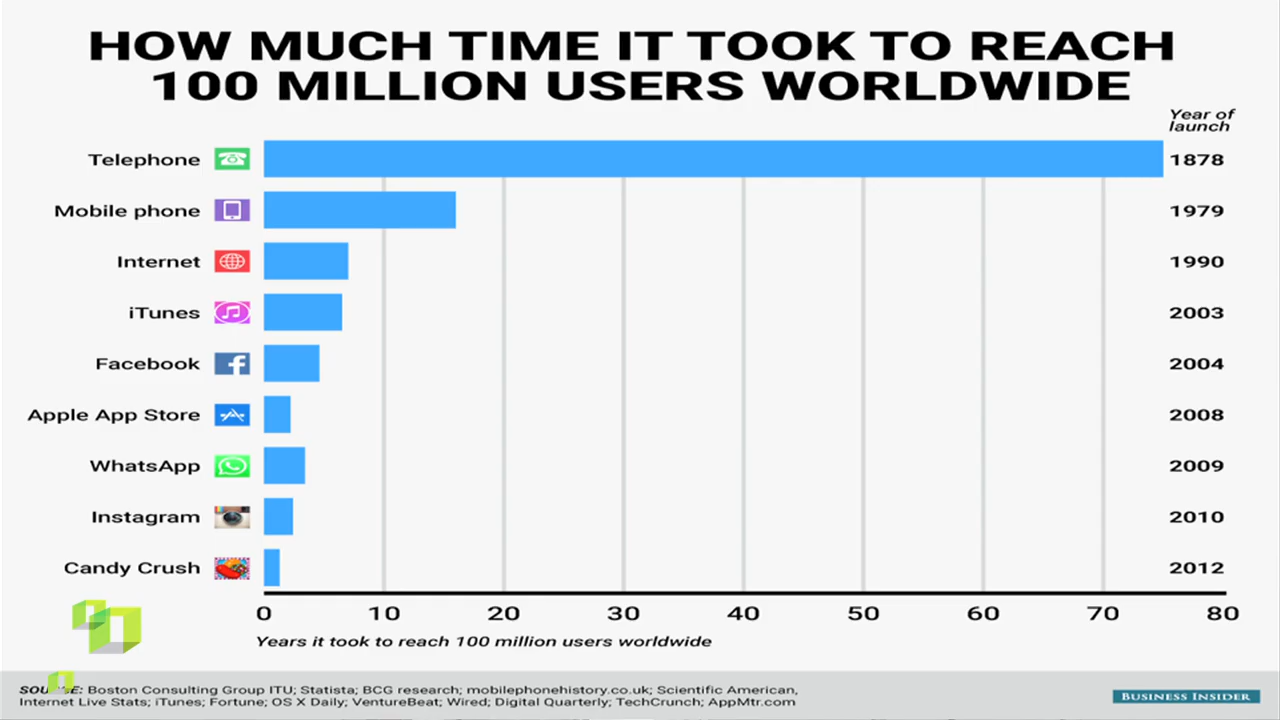 HOW MUCH TIME IT TOOK TO REACH
100 MILLION USERS WORLDWIDE
Year of
launch
Telephone 1878
Mobile phone 1979
Internet 1990
iTunes 2003
Facebook 2004
Apple App Store 2008
WhatsApp 2009
Instagram 2010
Candy Crush 2012
0 10 20 30 40 50 60 70 80
Years it took to reach 100 million users worldwide
SOURCE: Boston Consulting Group ITU; Statista; BCG research; mobilephonehistory.co.uk; Scientific American,
Internet Live Stats; iTunes; Fortune; OS X Daily; VentureBeat; Wired; Digital Quarterly; TechCrunch; AppMtr.com
BUSINESS INSIDER